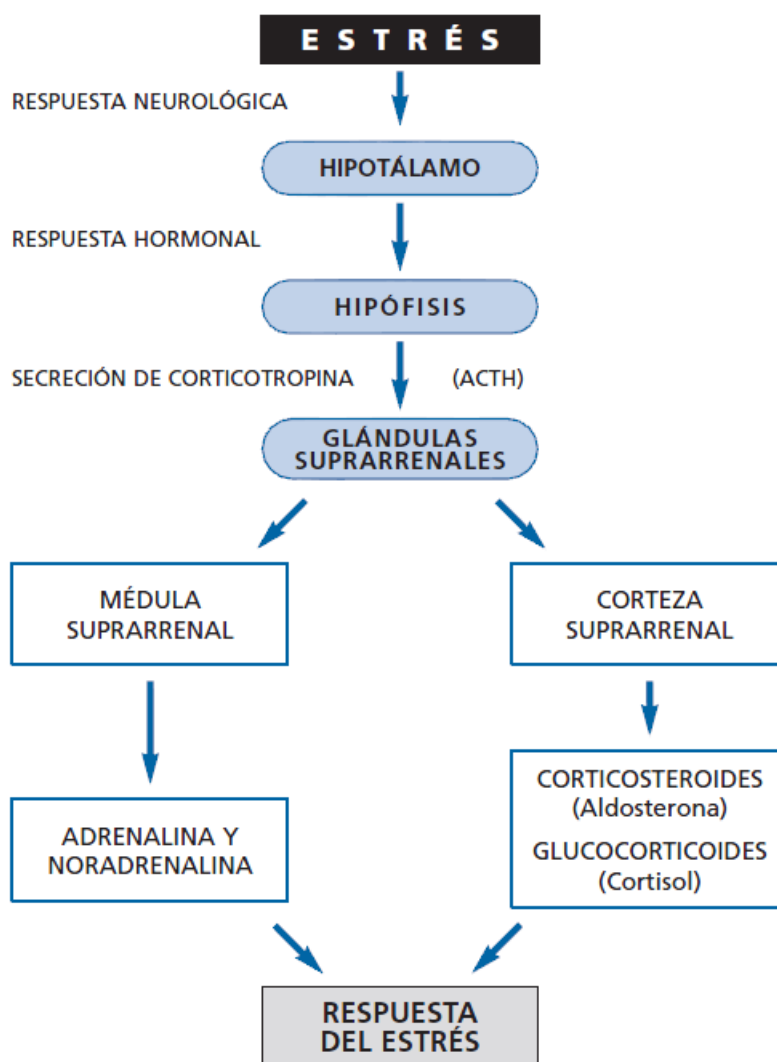 ESTRÉS
RESPUESTA NEUROLÓGICA
HIPOTÁLAMO
RESPUESTA HORMONAL
HIPÓFISIS
SECRECIÓN DE CORTICOTROPINA (ACTH)
GLÁNDULAS
SUPRARRENALES
MÉDULA
SUPRARRENAL
CORTEZA
SUPRARRENAL
ADRENALINA Y
NORADRENALINA
CORTICOSTEROIDES
(Aldosterona)
GLUCOCORTICOIDES
(Cortisol)
RESPUESTA
DEL ESTRÉS